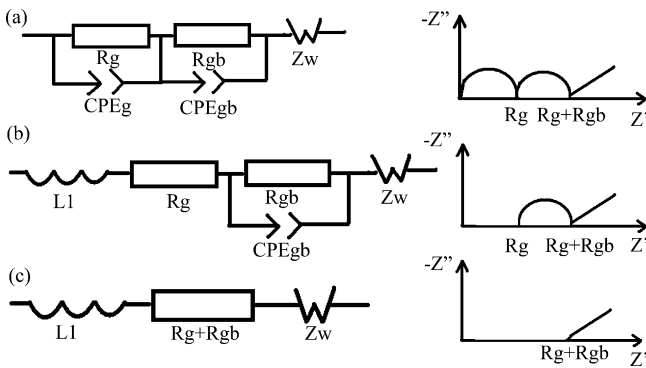 (a)
Rg
Rgb
Zw
CPEg
CPEgb
-Z”
Rg
Rg+Rgb
Z’
(b)
L1
Rg
Rgb
Zw
CPEgb
-Z”
Rg
Rg+Rgb
Z’
(c)
L1
Rg+Rgb
Zw
-Z”
Rg+Rgb
Z’